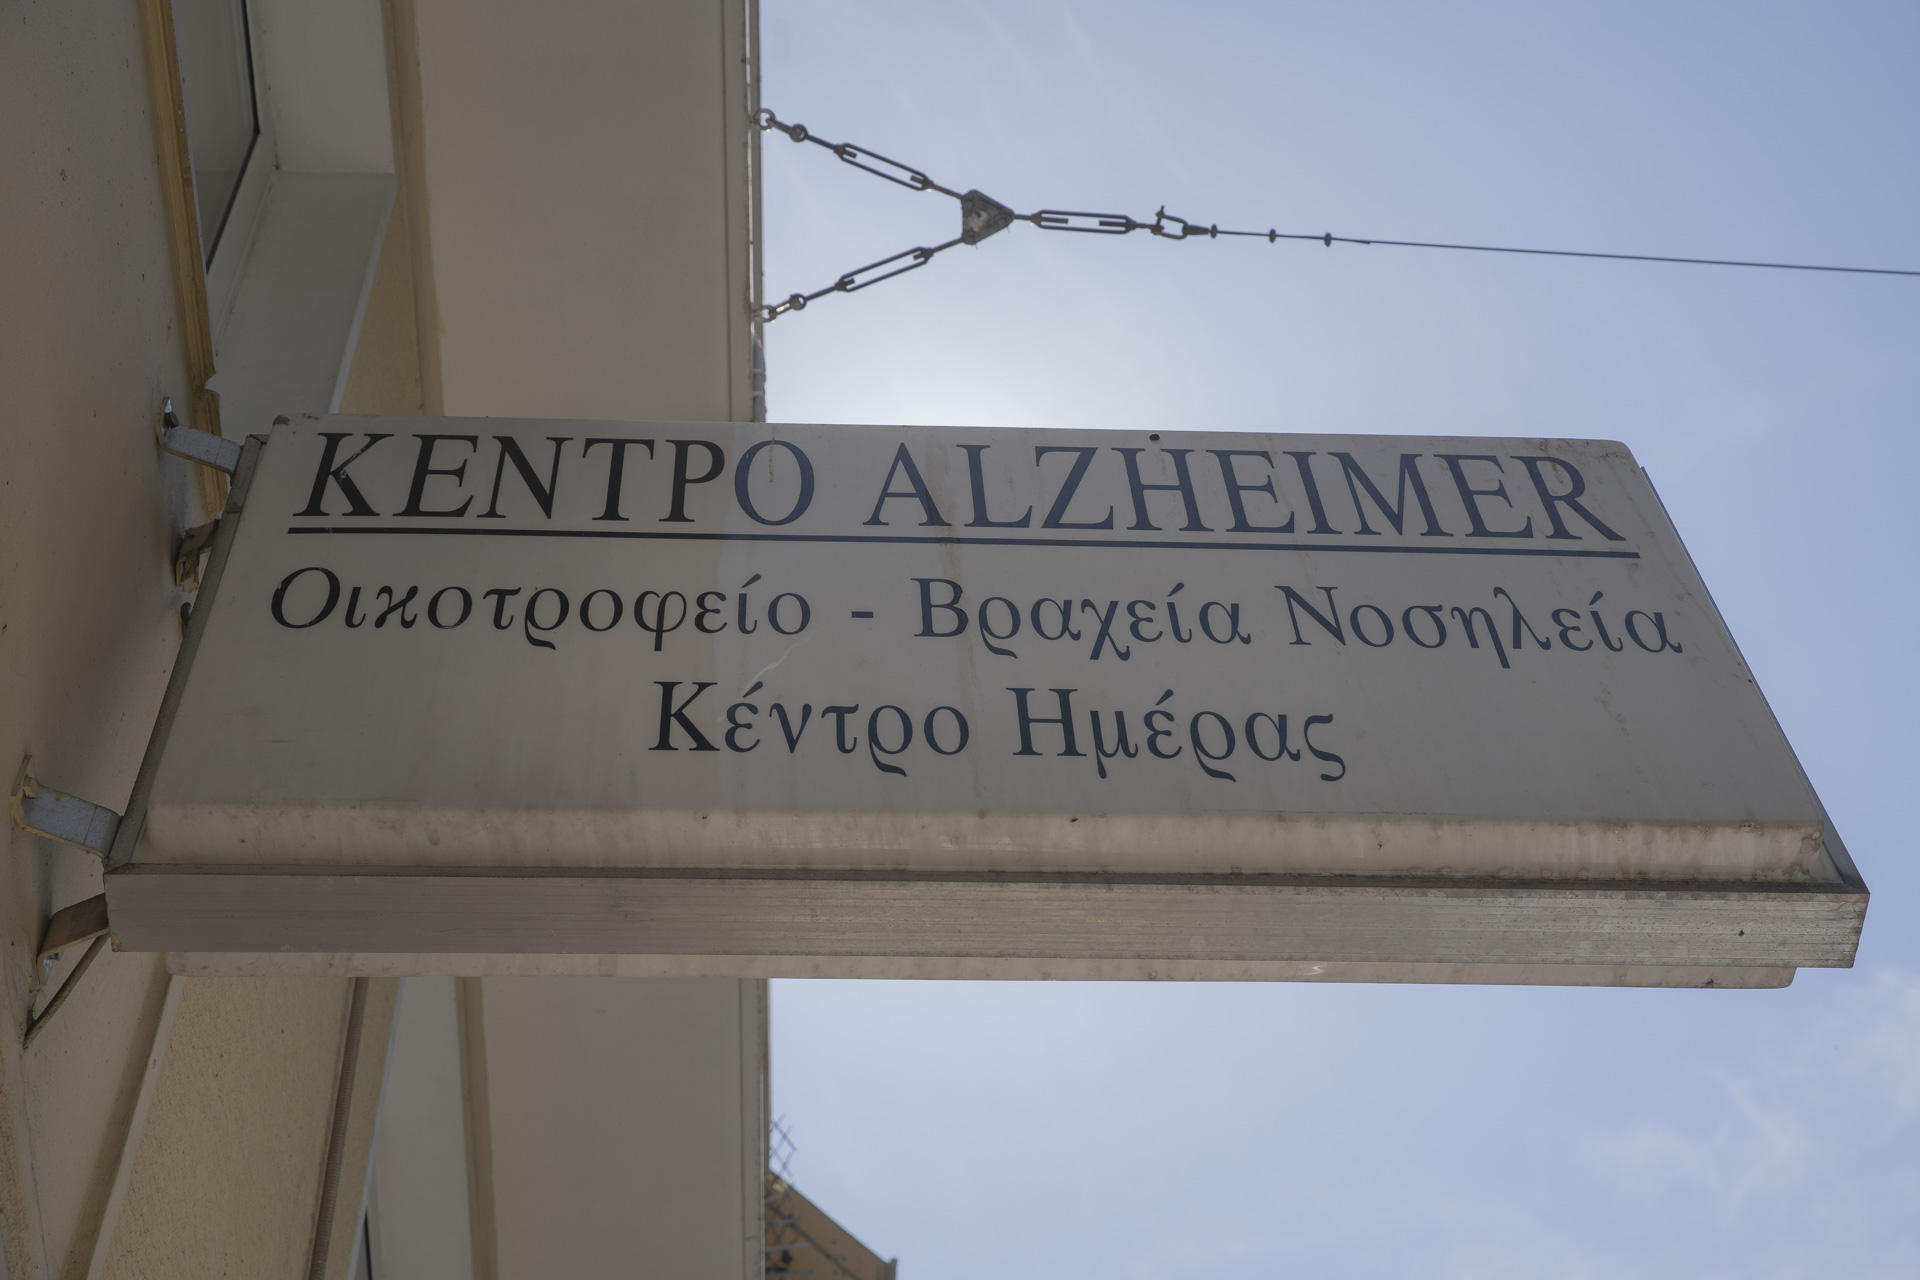 ΚΕΝΤΡΟ ALZHEIMER
Οικοτροφείο - Βραχεία Νοσηλεία
Κέντρο Ημέρας